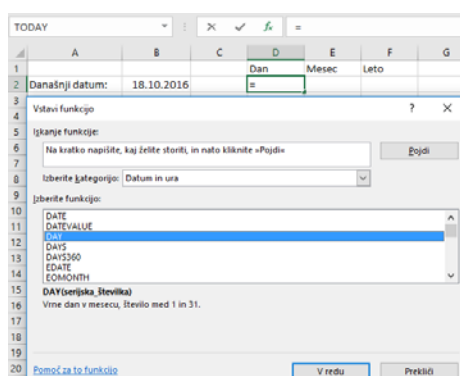 TODAY fx =
A B C D E F G
1 Dan Mesec Leto
2 Današnji datum: 18.10.2016 =
3
Vstavi funkcijo ? ×
4
5 Iskanje funkcije:
6 Na kratko napišite, kaj želite storiti, in nato kliknite »Pojdi« Pojdi
7
8 Izberite kategorijo: Datum in ura
9 Izberite funkcijo:
10 DATE
DATEVALUE
11
DAY
12 DAYS
13 DAYS360
EDATE
14 EOMONTH
15 DAY(serijska_številka)
16 Vrne dan v mesecu, število med 1 in 31.
17
18
19
20 Pomoč za to funkcijo V redu Prekliči